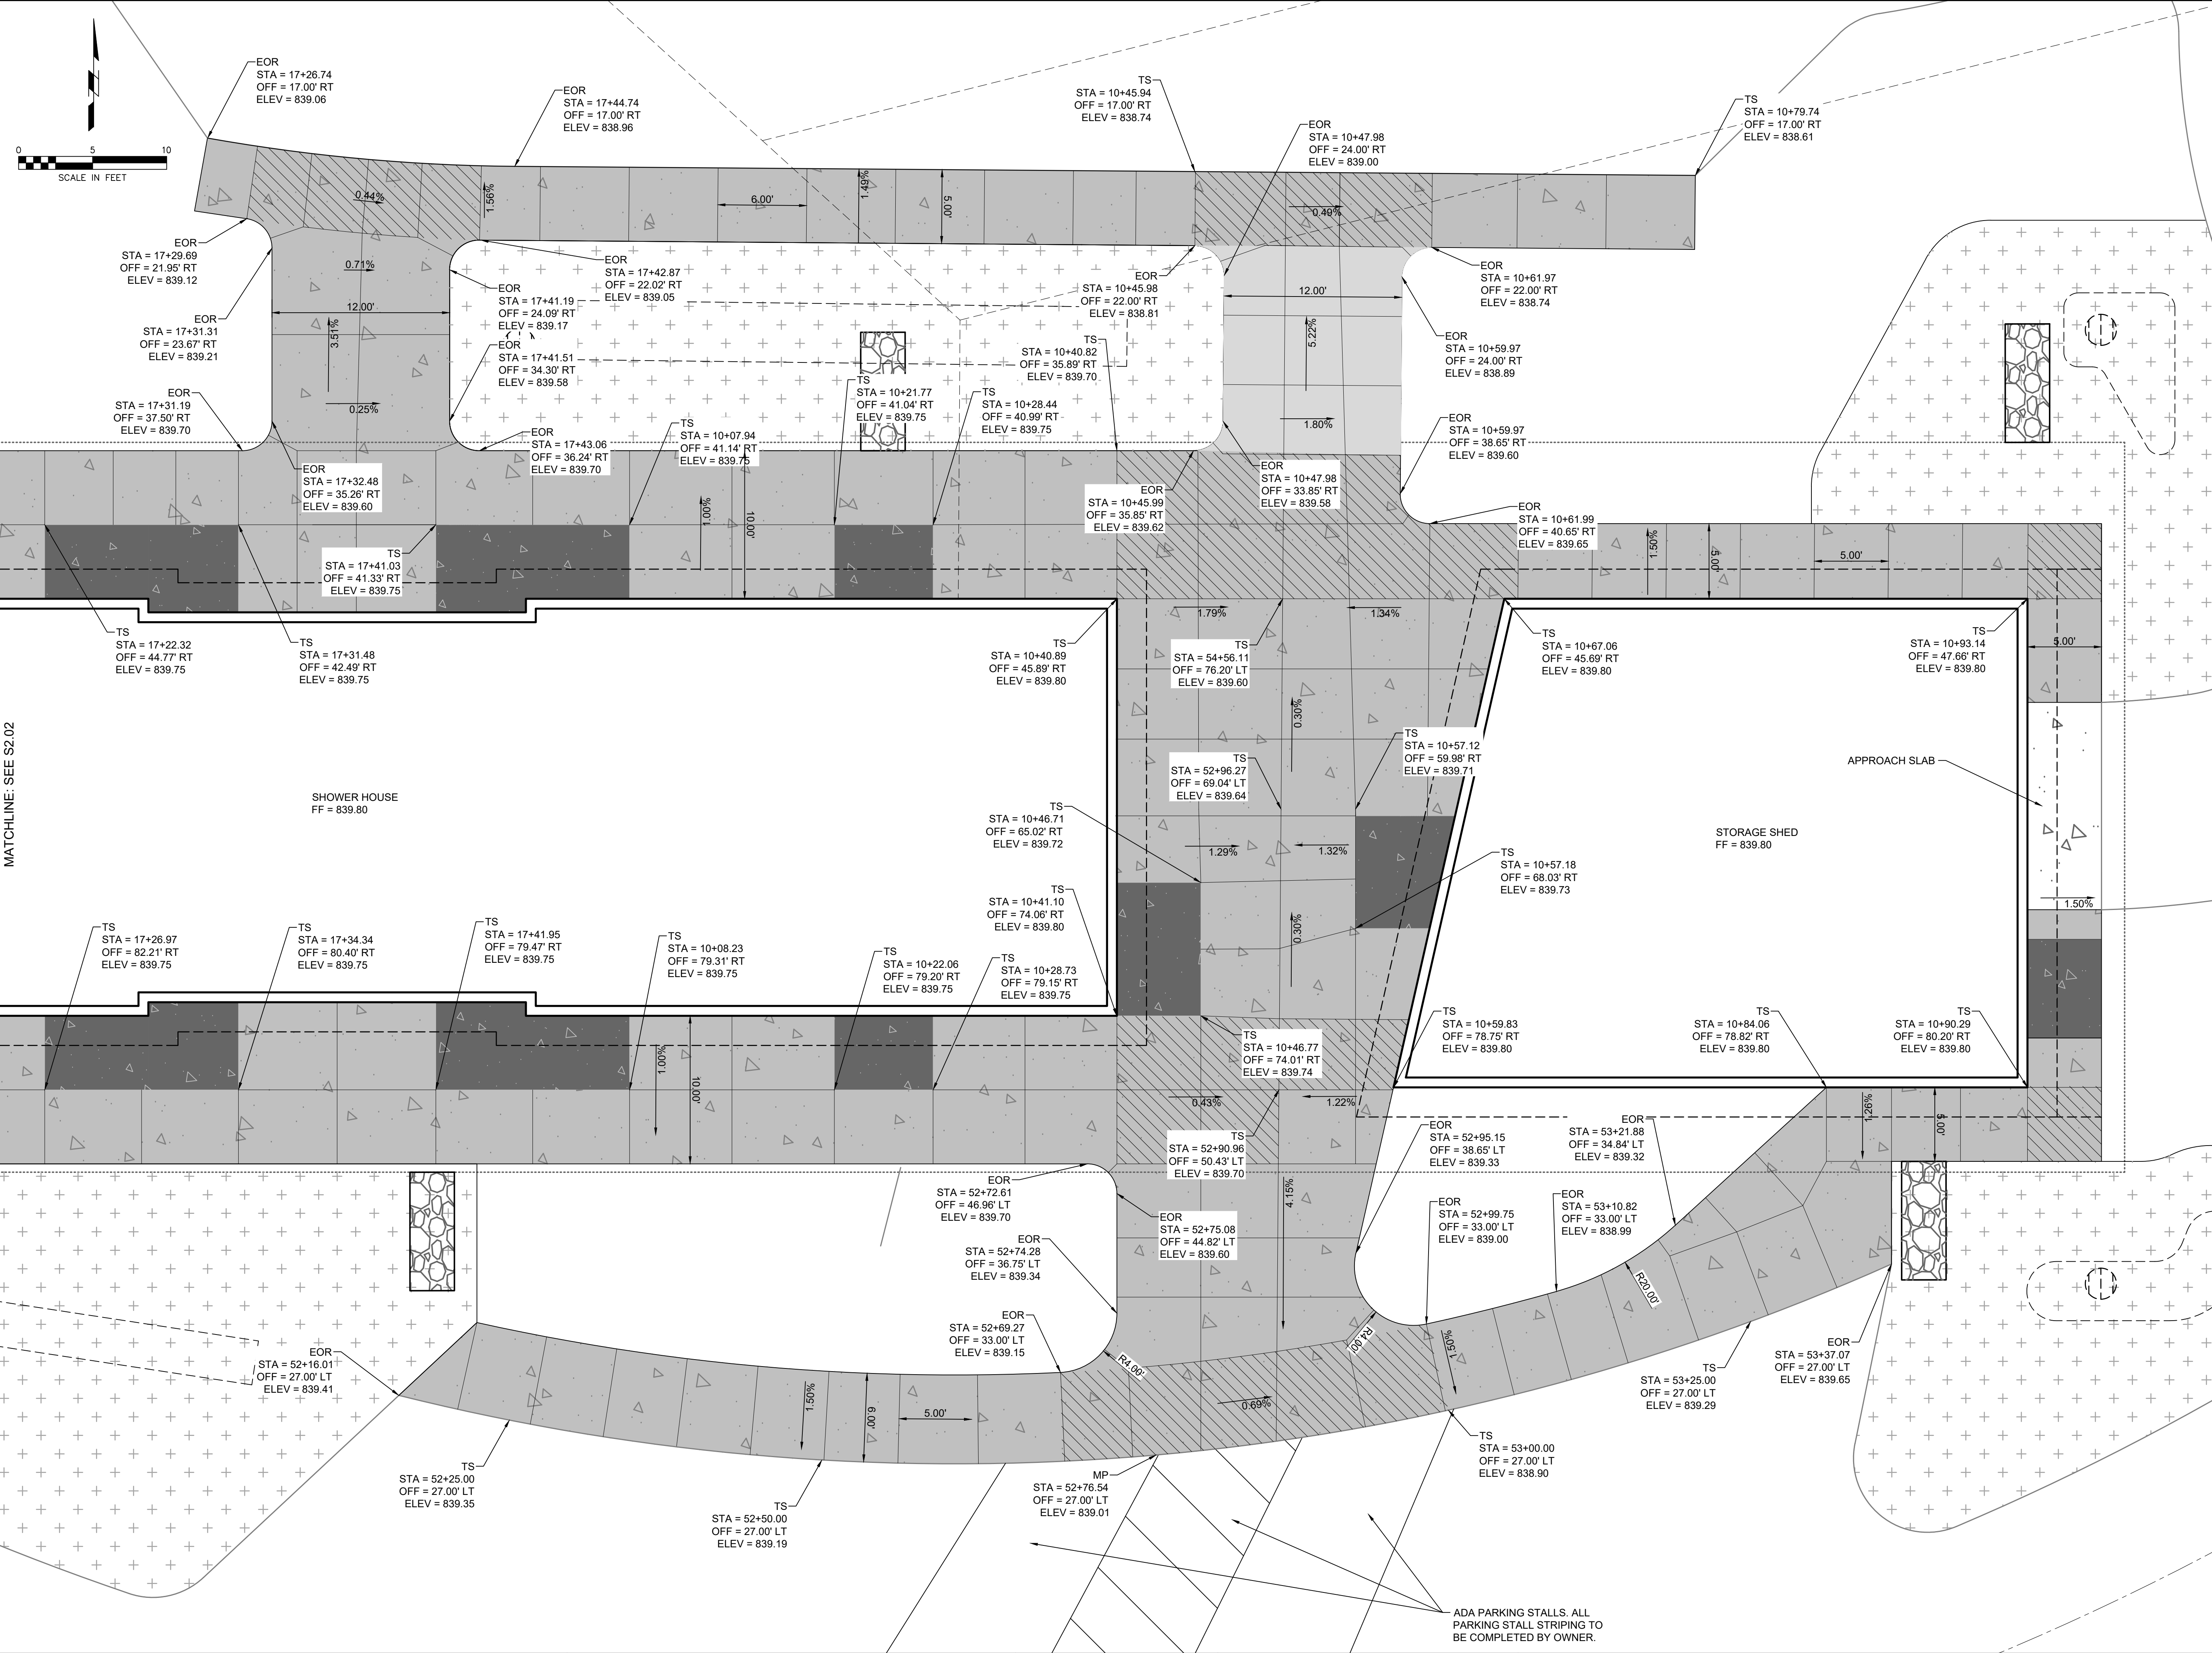 EOR
STA = 17+26.74
OFF = 17.00' RT
ELEV = 839.06
EOR
STA = 17+44.74
OFF = 17.00' RT
ELEV = 838.96
TS
STA = 10+45.94
OFF = 17.00' RT
ELEV = 838.74
EOR
STA = 10+47.98
OFF = 24.00' RT
ELEV = 839.00
TS
STA = 10+79.74
OFF = 17.00' RT
ELEV = 838.61
0 5 10
SCALE IN FEET
0.44%
1.56%
6.00'
1.49%
5.00'
0.49%
EOR
STA = 17+29.69
OFF = 21.95' RT
ELEV = 839.12
0.71%
EOR
STA = 17+42.87
OFF = 22.02' RT
ELEV = 839.05
EOR
STA = 17+41.19
OFF = 24.09' RT
ELEV = 839.17
EOR
STA = 10+45.98
OFF = 22.00' RT
ELEV = 838.81
12.00'
EOR
STA = 10+61.97
OFF = 22.00' RT
ELEV = 838.74
12.00'
EOR
STA = 17+31.31
OFF = 23.67' RT
ELEV = 839.21
3.51%
EOR
STA = 17+41.51
OFF = 34.30' RT
ELEV = 839.58
TS
STA = 10+40.82
OFF = 35.89' RT
ELEV = 839.70
5.22%
EOR
STA = 10+59.97
OFF = 24.00' RT
ELEV = 838.89
EOR
STA = 17+31.19
OFF = 37.50' RT
ELEV = 839.70
0.25%
TS
STA = 10+21.77
OFF = 41.04' RT
ELEV = 839.75
TS
STA = 10+28.44
OFF = 40.99' RT
ELEV = 839.75
1.80%
EOR
STA = 10+59.97
OFF = 38.65' RT
ELEV = 839.60
EOR
STA = 17+43.06
OFF = 36.24' RT
ELEV = 839.70
TS
STA = 10+07.94
OFF = 41.14' RT
ELEV = 839.75
EOR
STA = 17+32.48
OFF = 35.26' RT
ELEV = 839.60
1.00%
10.00'
EOR
STA = 10+45.99
OFF = 35.85' RT
ELEV = 839.62
EOR
STA = 10+47.98
OFF = 33.85' RT
ELEV = 839.58
EOR
STA = 10+61.99
OFF = 40.65' RT
ELEV = 839.65
1.50%
5.00'
5.00'
TS
STA = 17+41.03
OFF = 41.33' RT
ELEV = 839.75
TS
STA = 17+22.32
OFF = 44.77' RT
ELEV = 839.75
TS
STA = 17+31.48
OFF = 42.49' RT
ELEV = 839.75
TS
STA = 10+40.89
OFF = 45.89' RT
ELEV = 839.80
1.79%
1.34%
TS
STA = 54+56.11
OFF = 76.20' LT
ELEV = 839.60
TS
STA = 10+67.06
OFF = 45.69' RT
ELEV = 839.80
TS
STA = 10+93.14
OFF = 47.66' RT
ELEV = 839.80
5.00'
MATCHLINE: SEE S2.02
SHOWER HOUSE
FF = 839.80
0.30%
TS
STA = 52+96.27
OFF = 69.04' LT
ELEV = 839.64
TS
STA = 10+57.12
OFF = 59.98' RT
ELEV = 839.71
APPROACH SLAB
TS
STA = 10+46.71
OFF = 65.02' RT
ELEV = 839.72
1.29%
1.32%
TS
STA = 10+57.18
OFF = 68.03' RT
ELEV = 839.73
STORAGE SHED
FF = 839.80
TS
STA = 10+41.10
OFF = 74.06' RT
ELEV = 839.80
0.30%
1.50%
TS
STA = 17+26.97
OFF = 82.21' RT
ELEV = 839.75
TS
STA = 17+34.34
OFF = 80.40' RT
ELEV = 839.75
TS
STA = 17+41.95
OFF = 79.47' RT
ELEV = 839.75
TS
STA = 10+08.23
OFF = 79.31' RT
ELEV = 839.75
TS
STA = 10+22.06
OFF = 79.20' RT
ELEV = 839.75
TS
STA = 10+28.73
OFF = 79.15' RT
ELEV = 839.75
TS
STA = 10+46.77
OFF = 74.01' RT
ELEV = 839.74
TS
STA = 10+59.83
OFF = 78.75' RT
ELEV = 839.80
TS
STA = 10+84.06
OFF = 78.82' RT
ELEV = 839.80
TS
STA = 10+90.29
OFF = 80.20' RT
ELEV = 839.80
1.00%
10.00'
0.43%
1.22%
TS
STA = 52+90.96
OFF = 50.43' LT
ELEV = 839.70
EOR
STA = 52+95.15
OFF = 38.65' LT
ELEV = 839.33
EOR
STA = 53+21.88
OFF = 34.84' LT
ELEV = 839.32
1.26%
5.00'
EOR
STA = 52+72.61
OFF = 46.96' LT
ELEV = 839.70
4.15%
EOR
STA = 52+75.08
OFF = 44.82' LT
ELEV = 839.60
EOR
STA = 52+99.75
OFF = 33.00' LT
ELEV = 839.00
EOR
STA = 53+10.82
OFF = 33.00' LT
ELEV = 838.99
EOR
STA = 52+74.28
OFF = 36.75' LT
ELEV = 839.34
R20.00'
EOR
STA = 52+69.27
OFF = 33.00' LT
ELEV = 839.15
R4.00'
R4.00'
1.50%
EOR
STA = 52+16.01
OFF = 27.00' LT
ELEV = 839.41
EOR
STA = 53+37.07
OFF = 27.00' LT
ELEV = 839.65
TS
STA = 53+25.00
OFF = 27.00' LT
ELEV = 839.29
1.50%
6.00'
5.00'
0.69%
TS
STA = 52+25.00
OFF = 27.00' LT
ELEV = 839.35
TS
STA = 52+50.00
OFF = 27.00' LT
ELEV = 839.19
MP
STA = 52+76.54
OFF = 27.00' LT
ELEV = 839.01
TS
STA = 53+00.00
OFF = 27.00' LT
ELEV = 838.90
ADA PARKING STALLS. ALL
PARKING STALL STRIPING TO
BE COMPLETED BY OWNER.